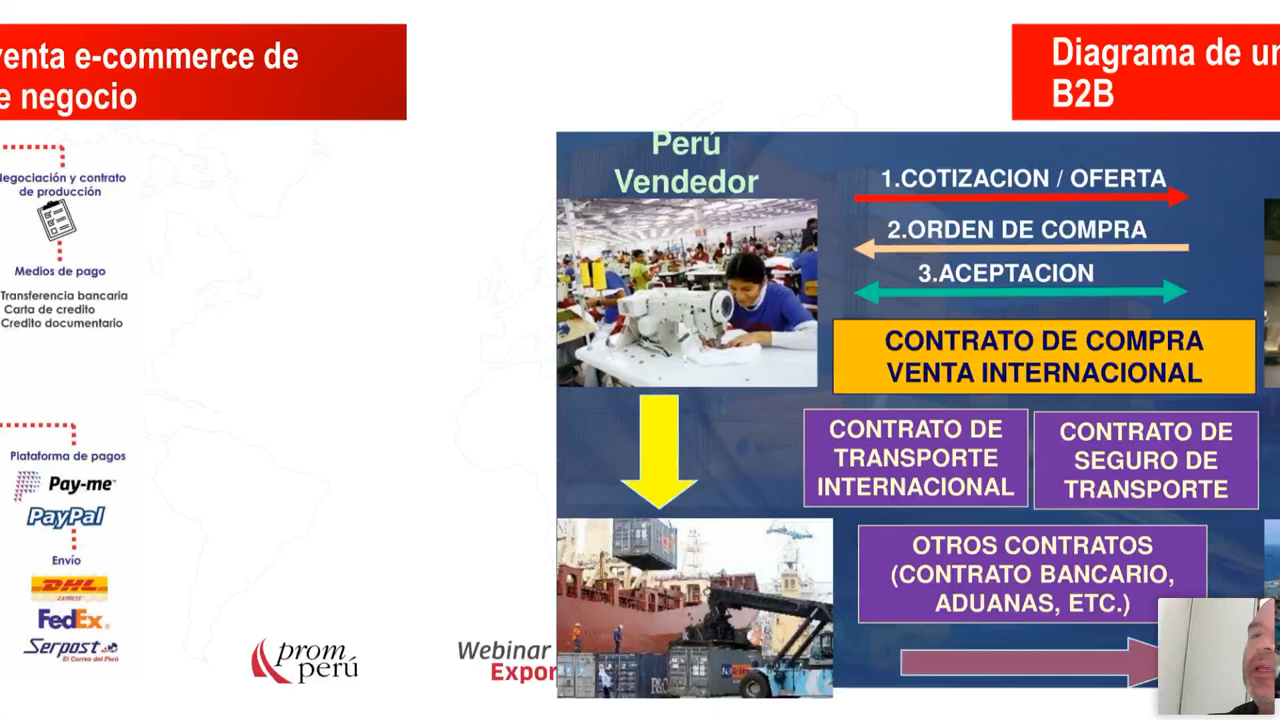 venta e-commerce de
e negocio
Negociación y contrato
de producción
Medios de pago
Transferencia bancaria
Carta de credito
Credito documentario
Plataforma de pagos
Pay-me
PayPal
Envío
DHL
EXPRESS
FedEx
Serpost
El Correo del Perú
prom
perú
Webinar
Expor
Diagrama de un
B2B
Perú
Vendedor
1.COTIZACION / OFERTA
2.ORDEN DE COMPRA
3.ACEPTACION
CONTRATO DE COMPRA
VENTA INTERNACIONAL
CONTRATO DE
TRANSPORTE
INTERNACIONAL
CONTRATO DE
SEGURO DE
TRANSPORTE
OTROS CONTRATOS
(CONTRATO BANCARIO,
ADUANAS, ETC.)